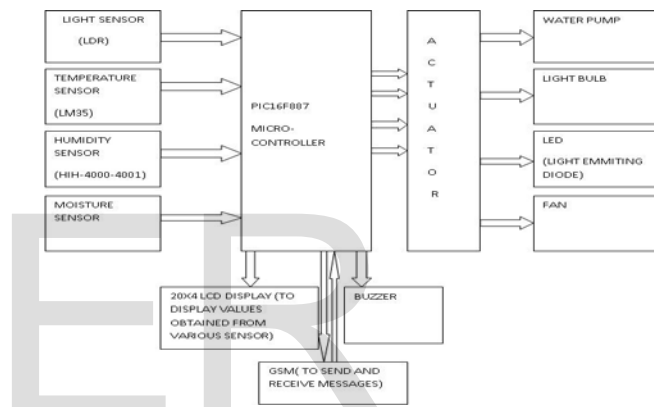 LIGHT SENSOR
(LDR)
TEMPERATURE
SENSOR
(LM35)
HUMIDITY
SENSOR
(HIH-4000-4001)
MOISTURE
SENSOR
PIC16F887
MICRO-
CONTROLLER
A
C
T
U
A
T
O
R
WATER PUMP
LIGHT BULB
LED
(LIGHT EMMITING
DIODE)
FAN
20X4 LCD DISPLAY (TO
DISPLAY VALUES
OBTAINED FROM
VARIOUS SENSOR)
BUZZER
GSM( TO SEND AND
RECEIVE MESSAGES)
ER